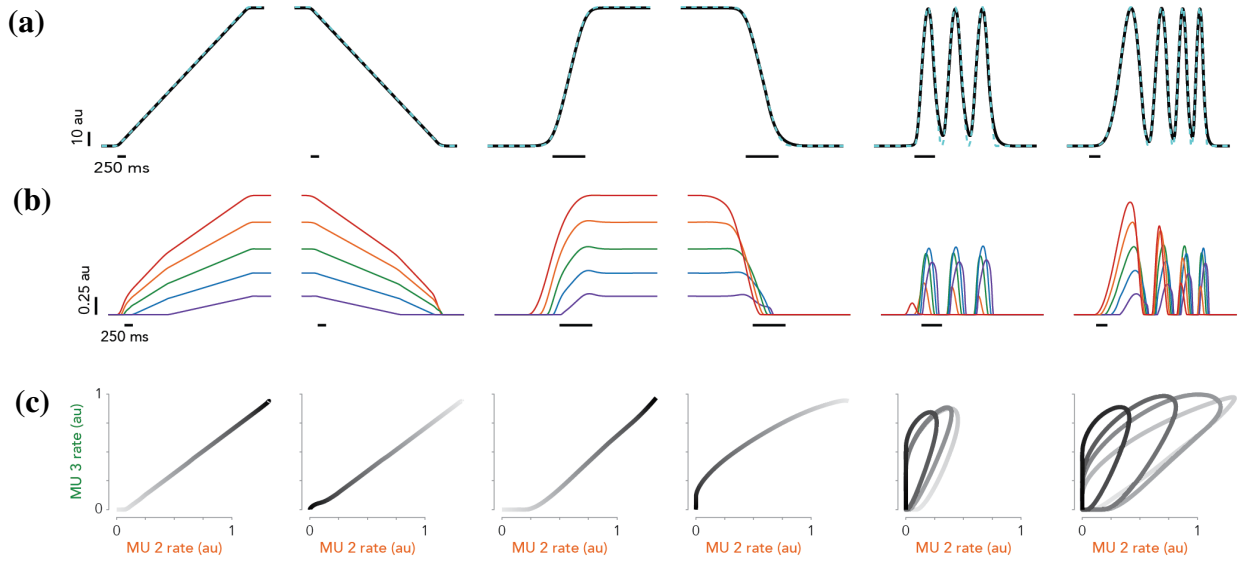 (a)
10 au
250 ms
(b)
0.25 au
250 ms
(c)
MU 3 rate (au)
1
0
0 1
MU 2 rate (au)
0 1
MU 2 rate (au)
0 1
MU 2 rate (au)
0 1
MU 2 rate (au)
0 1
MU 2 rate (au)
0 1
MU 2 rate (au)